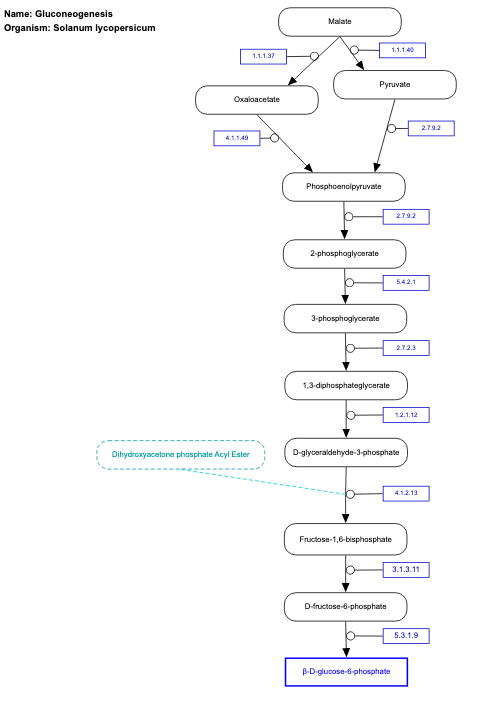 Name: Gluconeogenesis
Organism: Solanum lycopersicum
Malate
1.1.1.37
1.1.1.40
Oxaloacetate
Pyruvate
4.1.1.49
2.7.9.2
Phosphoenolpyruvate
2.7.9.2
2-phosphoglycerate
5.4.2.1
3-phosphoglycerate
2.7.2.3
1,3-diphosphateglycerate
1.2.1.12
Dihydroxyacetone phosphate Acyl Ester
D-glyceraldehyde-3-phosphate
4.1.2.13
Fructose-1,6-bisphosphate
3.1.3.11
D-fructose-6-phosphate
5.3.1.9
β-D-glucose-6-phosphate